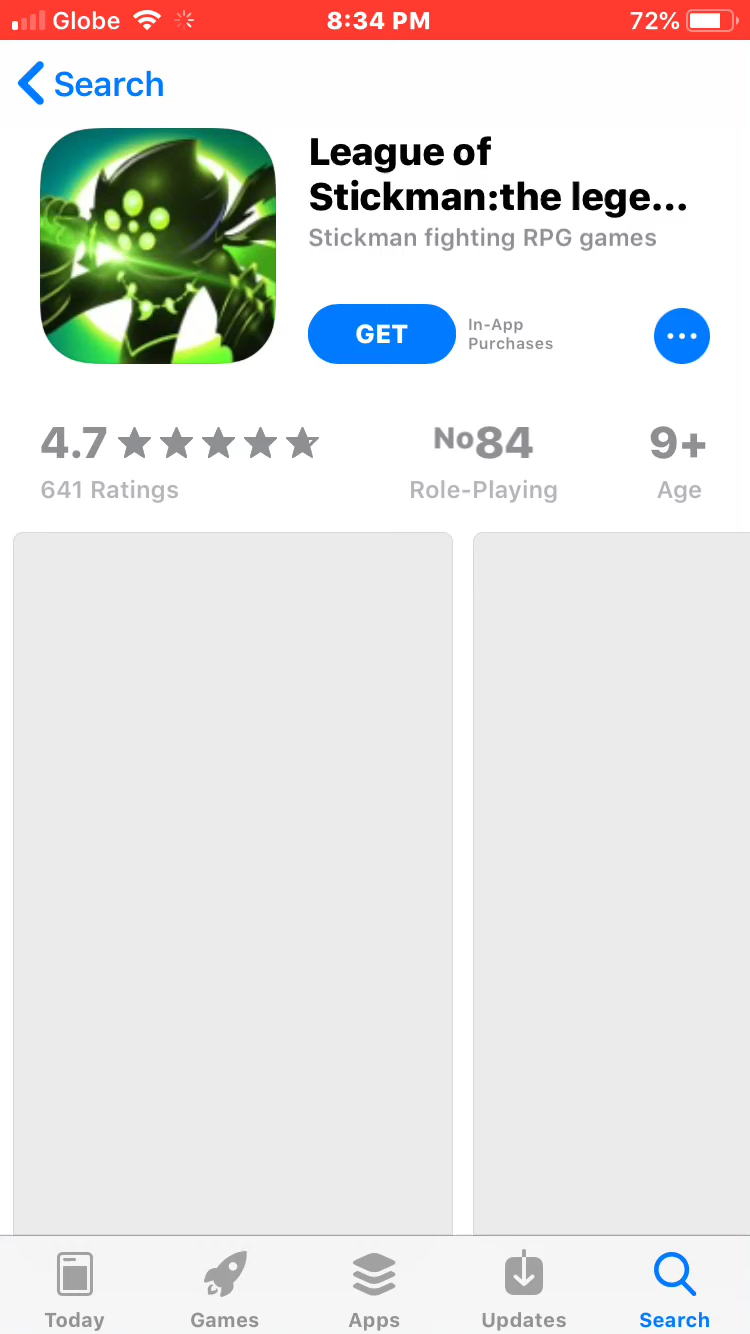 Globe 8:34 PM 72%
Search
League of
Stickman:the lege...
Stickman fighting RPG games
GET
In-App
Purchases
4.7 No84 9+
641 Ratings Role-Playing Age
Today Games Apps Updates Search